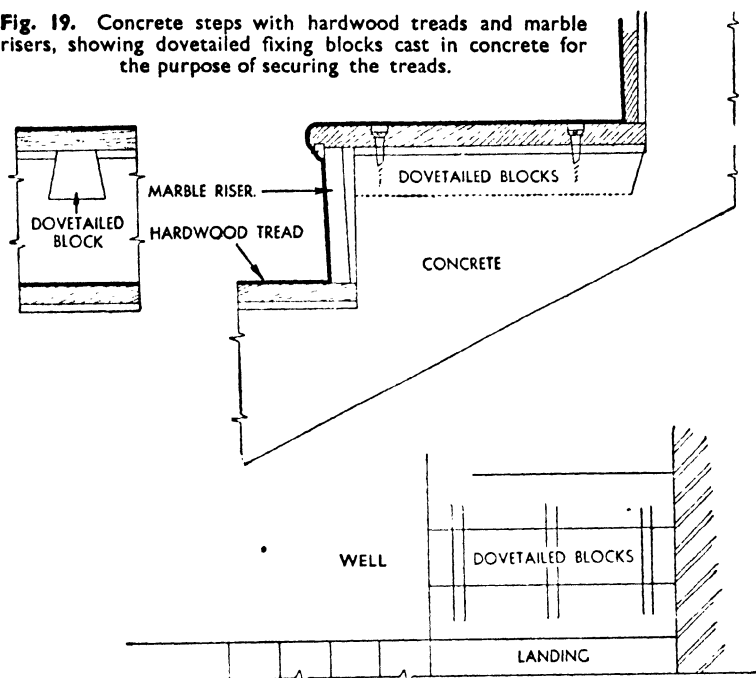 Fig. 19. Concrete steps with hardwood treads and marble
risers, showing dovetailed fixing blocks cast in concrete for
the purpose of securing the treads.
DOVETAILED BLOCKS
MARBLE RISER.
DOVETAILED
BLOCK
HARDWOOD TREAD
CONCRETE
WELL
DOVETAILED BLOCKS
LANDING